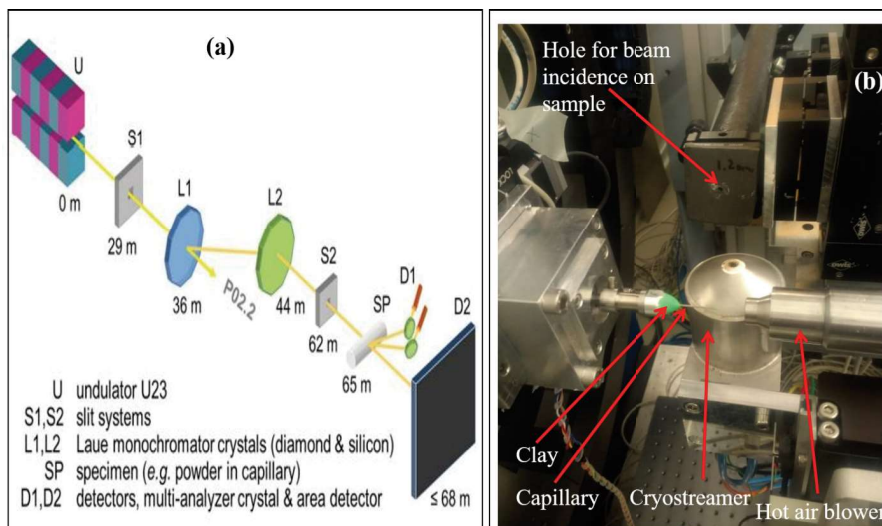 (a)
U
S1
0 m
L1
L2
29 m
S2
P02.2
D1
36 m
44 m
SP
D2
62 m
65 m
U undulator U23
S1,S2 slit systems
L1,L2 Laue monochromator crystals (diamond & silicon)
SP specimen (e.g. powder in capillary)
D1,D2 detectors, multi-analyzer crystal & area detector
≤ 68 m
Hole for beam
incidence on
sample
(b)
1.2mm
Clay
Capillary
Cryostreamer
Hot air blower